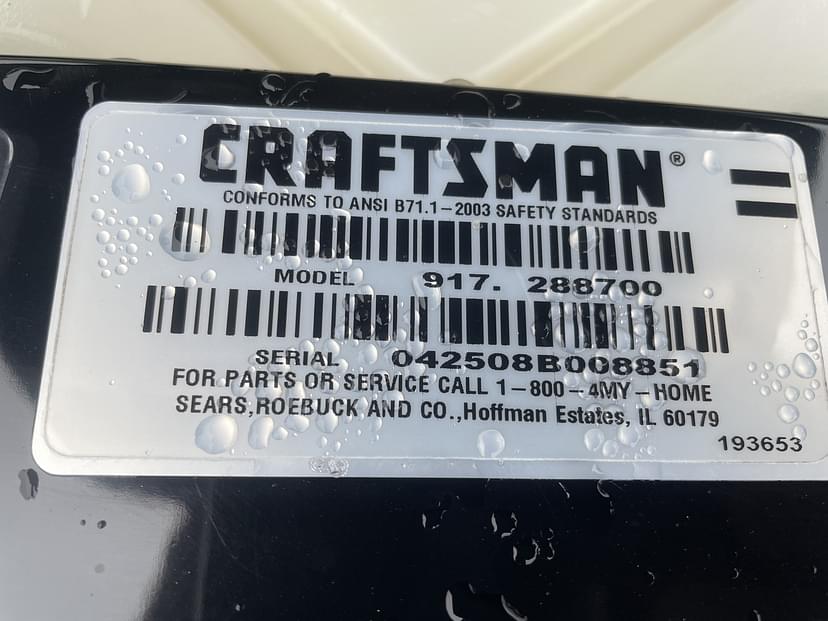 CRAFTSMAN®
CONFORMS TO ANSI B71.1-2003 SAFETY STANDARDS
MODEL 917. 288700
SERIAL 042508B008851
FOR PARTS OR SERVICE CALL 1-800-4MY-HOME
SEARS,ROEBUCK AND CO.,Hoffman Estates, IL 60179
193653